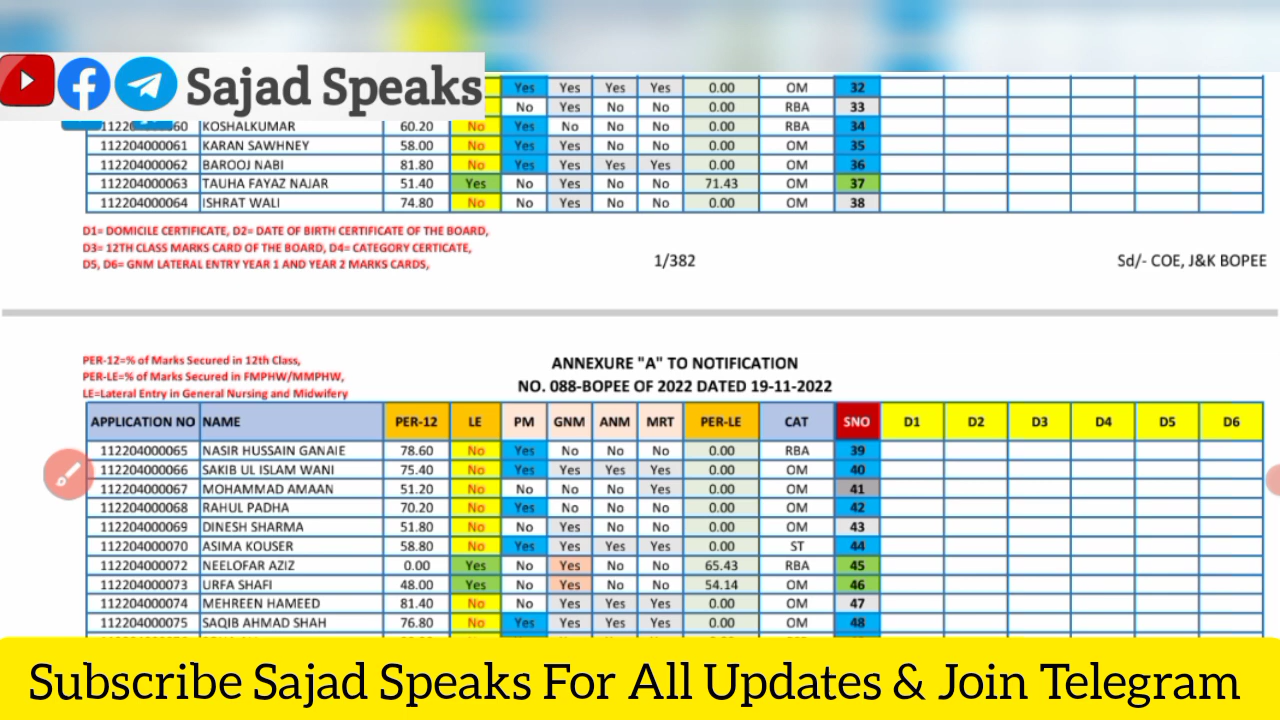 Sajad Speaks
Yes Yes Yes Yes 0.00 OM 32
No Yes No No 0.00 RBA 33
60 KOSHALKUMAR 60.20 No Yes No No No 0.00 RBA 34
112204000061 KARAN SAWHNEY 58.00 No Yes Yes No No 0.00 OM 35
112204000062 BAROOJ NABI 81.80 No Yes Yes Yes Yes 0.00 OM 36
112204000063 TAUHA FAYAZ NAJAR 51.40 Yes No Yes No No 71.43 OM 37
112204000064 ISHRAT WALI 74.80 No No Yes No No 0.00 OM 38
D1= DOMICILE CERTIFICATE, D2= DATE OF BIRTH CERTIFICATE OF THE BOARD,
D3= 12TH CLASS MARKS CARD OF THE BOARD, D4= CATEGORY CERTICATE,
D5, D6= GNM LATERAL ENTRY YEAR 1 AND YEAR 2 MARKS CARDS,
1/382
Sd/- COE, J&K BOPEE
PER-12=% of Marks Secured in 12th Class,
PER-LE=% of Marks Secured in FMPHW/MMPHW,
LE=Lateral Entry in General Nursing and Midwifery
ANNEXURE "A" TO NOTIFICATION
NO. 088-BOPEE OF 2022 DATED 19-11-2022
APPLICATION NO NAME PER-12 LE PM GNM ANM MRT PER-LE CAT SNO D1 D2 D3 D4 D5 D6
112204000065 NASIR HUSSAIN GANAIE 78.60 No Yes No No No 0.00 RBA 39
112204000066 SAKIB UL ISLAM WANI 75.40 No Yes Yes Yes Yes 0.00 OM 40
112204000067 MOHAMMAD AMAAN 51.20 No No No No Yes 0.00 OM 41
112204000068 RAHUL PADHA 70.20 No Yes No No No 0.00 OM 42
112204000069 DINESH SHARMA 51.80 No No Yes No No 0.00 OM 43
112204000070 ASIMA KOUSER 58.80 No Yes Yes Yes Yes 0.00 ST 44
112204000072 NEELOFAR AZIZ 0.00 Yes No Yes No No 65.43 RBA 45
112204000073 URFA SHAFI 48.00 Yes No Yes No No 54.14 OM 46
112204000074 MEHREEN HAMEED 81.40 No No Yes Yes Yes 0.00 OM 47
112204000075 SAQIB AHMAD SHAH 76.80 No Yes Yes Yes Yes 0.00 OM 48
Subscribe Sajad Speaks For All Updates & Join Telegram